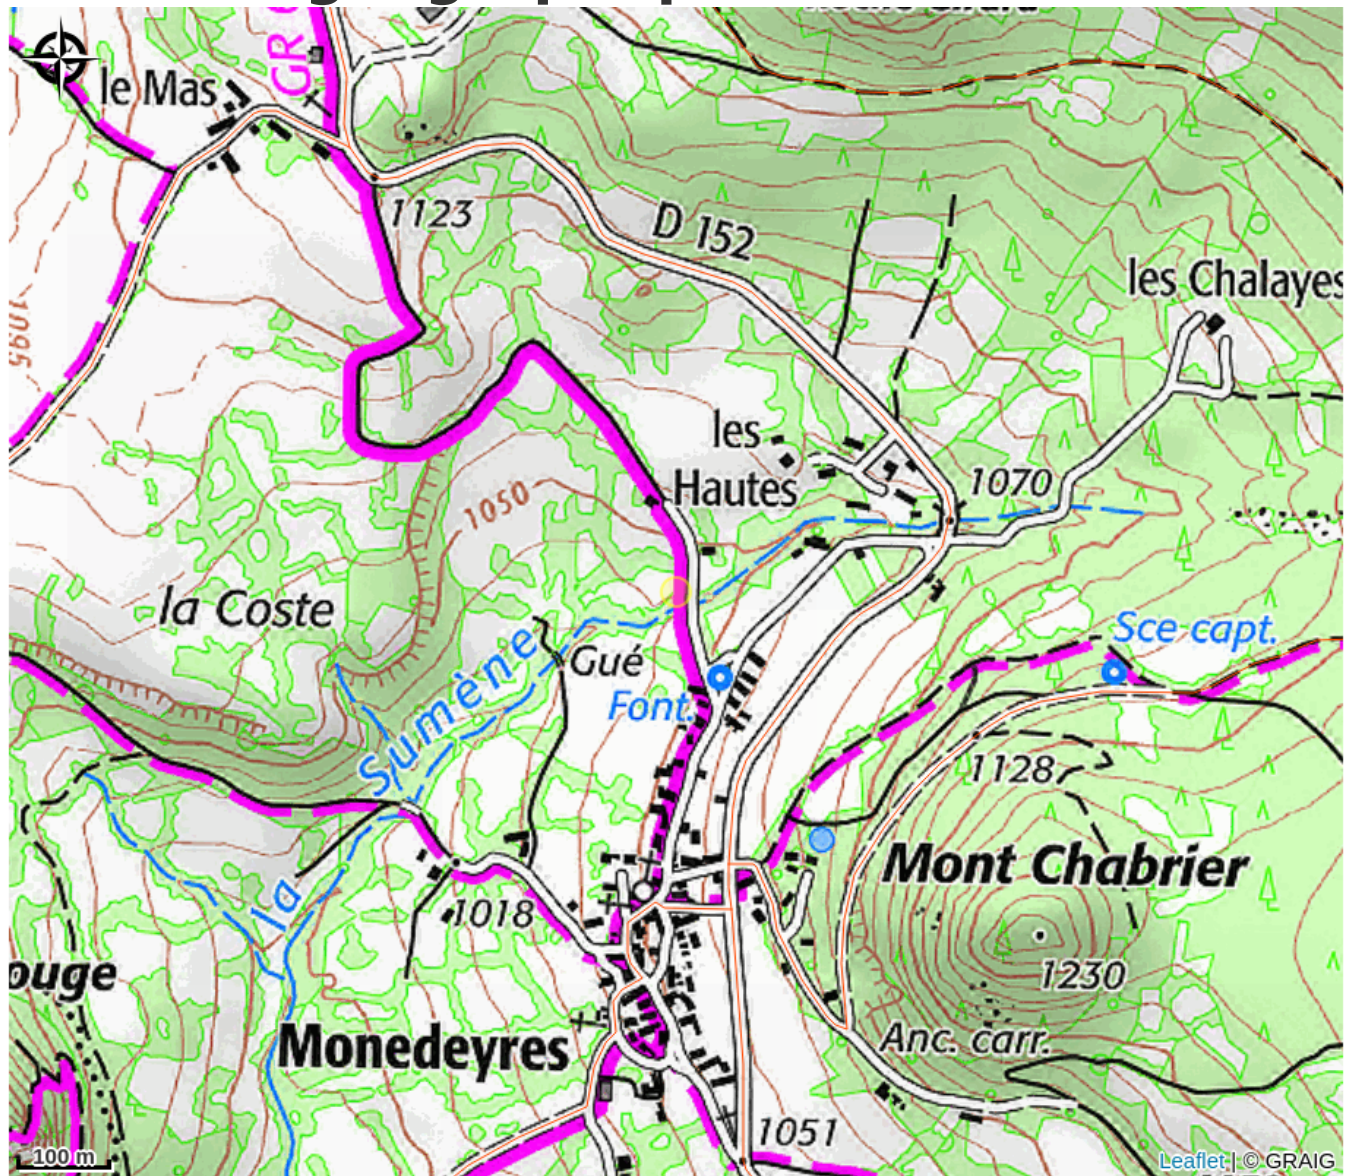 GR
le Mas
1123
D 152
les Chalayes
1095
les
Hautes
1070
1050
la Coste
Gué
Sce capt.
Font.
la Sumène
1128
Mont Chabrier
1018
1230
ouge
Monedeyres
Anc. carr.
1051
100 m
Leaflet | © GRAIG